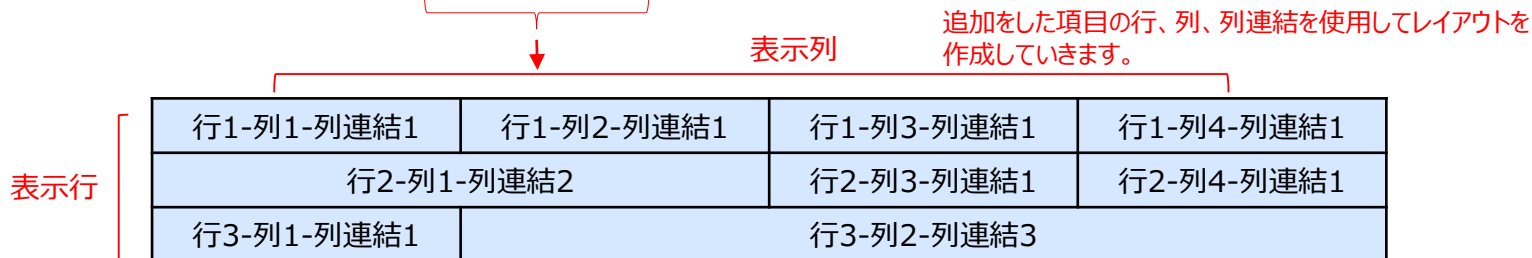 追加をした項目の行、列、列連結を使用してレイアウトを
作成していきます。
表示列
行1-列1-列連結1 行1-列2-列連結1 行1-列3-列連結1 行1-列4-列連結1
表示行
行2-列1-列連結2 行2-列3-列連結1 行2-列4-列連結1
行3-列1-列連結1 行3-列2-列連結3